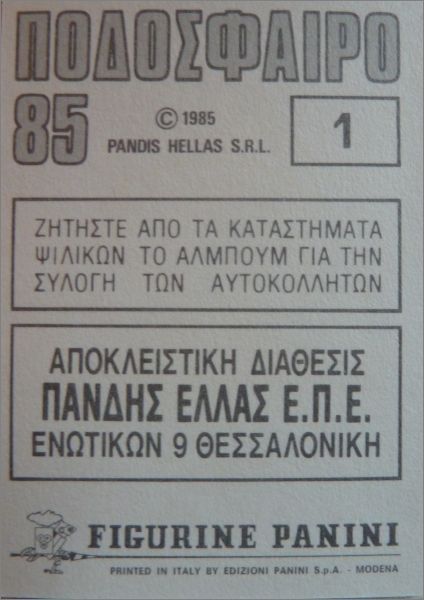 ΠΟΔΟΣΦΑΙΡΟ
85 © 1985 1
PANDIS HELLAS S.R.L.
ΖΗΤΗΣΤΕ ΑΠΟ ΤΑ ΚΑΤΑΣΤΗΜΑΤΑ
ΨΙΛΙΚΩΝ ΤΟ ΑΛΜΠΟΥΜ ΓΙΑ ΤΗΝ
ΣΥΛΟΓΗ ΤΩΝ ΑΥΤΟΚΟΛΛΗΤΩΝ
ΑΠΟΚΛΕΙΣΤΙΚΗ ΔΙΑΘΕΣΙΣ
ΠΑΝΔΗΣ ΕΛΛΑΣ Ε.Π.Ε.
ΕΝΩΤΙΚΩΝ 9 ΘΕΣΣΑΛΟΝΙΚΗ
FIGURINE PANINI
PRINTED IN ITALY BY EDIZIONI PANINI S.p.A. - MODENA